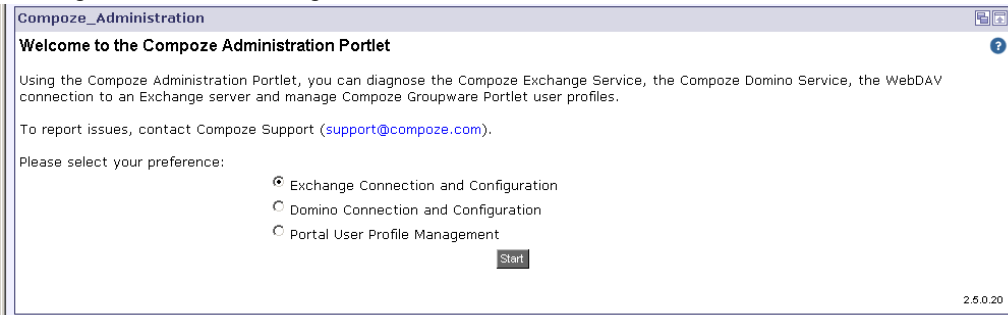 Compoze_Administration
Welcome to the Compoze Administration Portlet
?
Using the Compoze Administration Portlet, you can diagnose the Compoze Exchange Service, the Compoze Domino Service, the WebDAV
connection to an Exchange server and manage Compoze Groupware Portlet user profiles.
To report issues, contact Compoze Support (support@compoze.com).
Please select your preference:
Exchange Connection and Configuration
Domino Connection and Configuration
Portal User Profile Management
Start
2.5.0.20